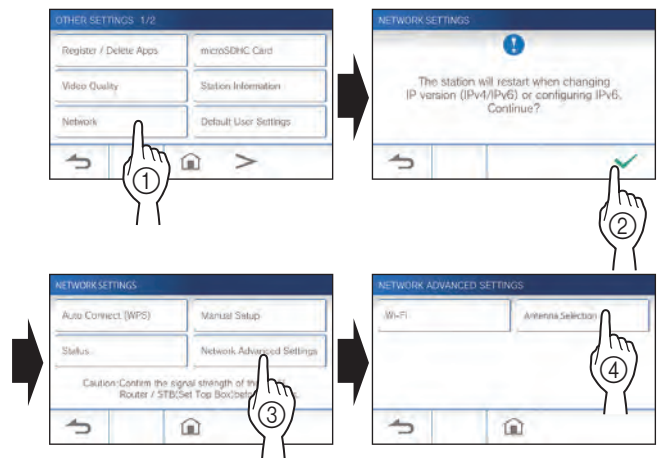 OTHER SETTINGS 1/2
Register / Delete Apps
microSDHC Card
Video Quality
Station Information
Network
Default User Settings
1
NETWORK SETTINGS
The station will restart when changing
IP version (IPv4/IPv6) or configuring IPv6.
Continue?
2
NETWORK SETTINGS
Auto Connect (WPS)
Manual Setup
Status
Network Advanced Settings
Caution:Confirm the signal strength of the
Router / STB(Set Top Box)
3
NETWORK ADVANCED SETTINGS
Wi-Fi
Antenna Selection
4